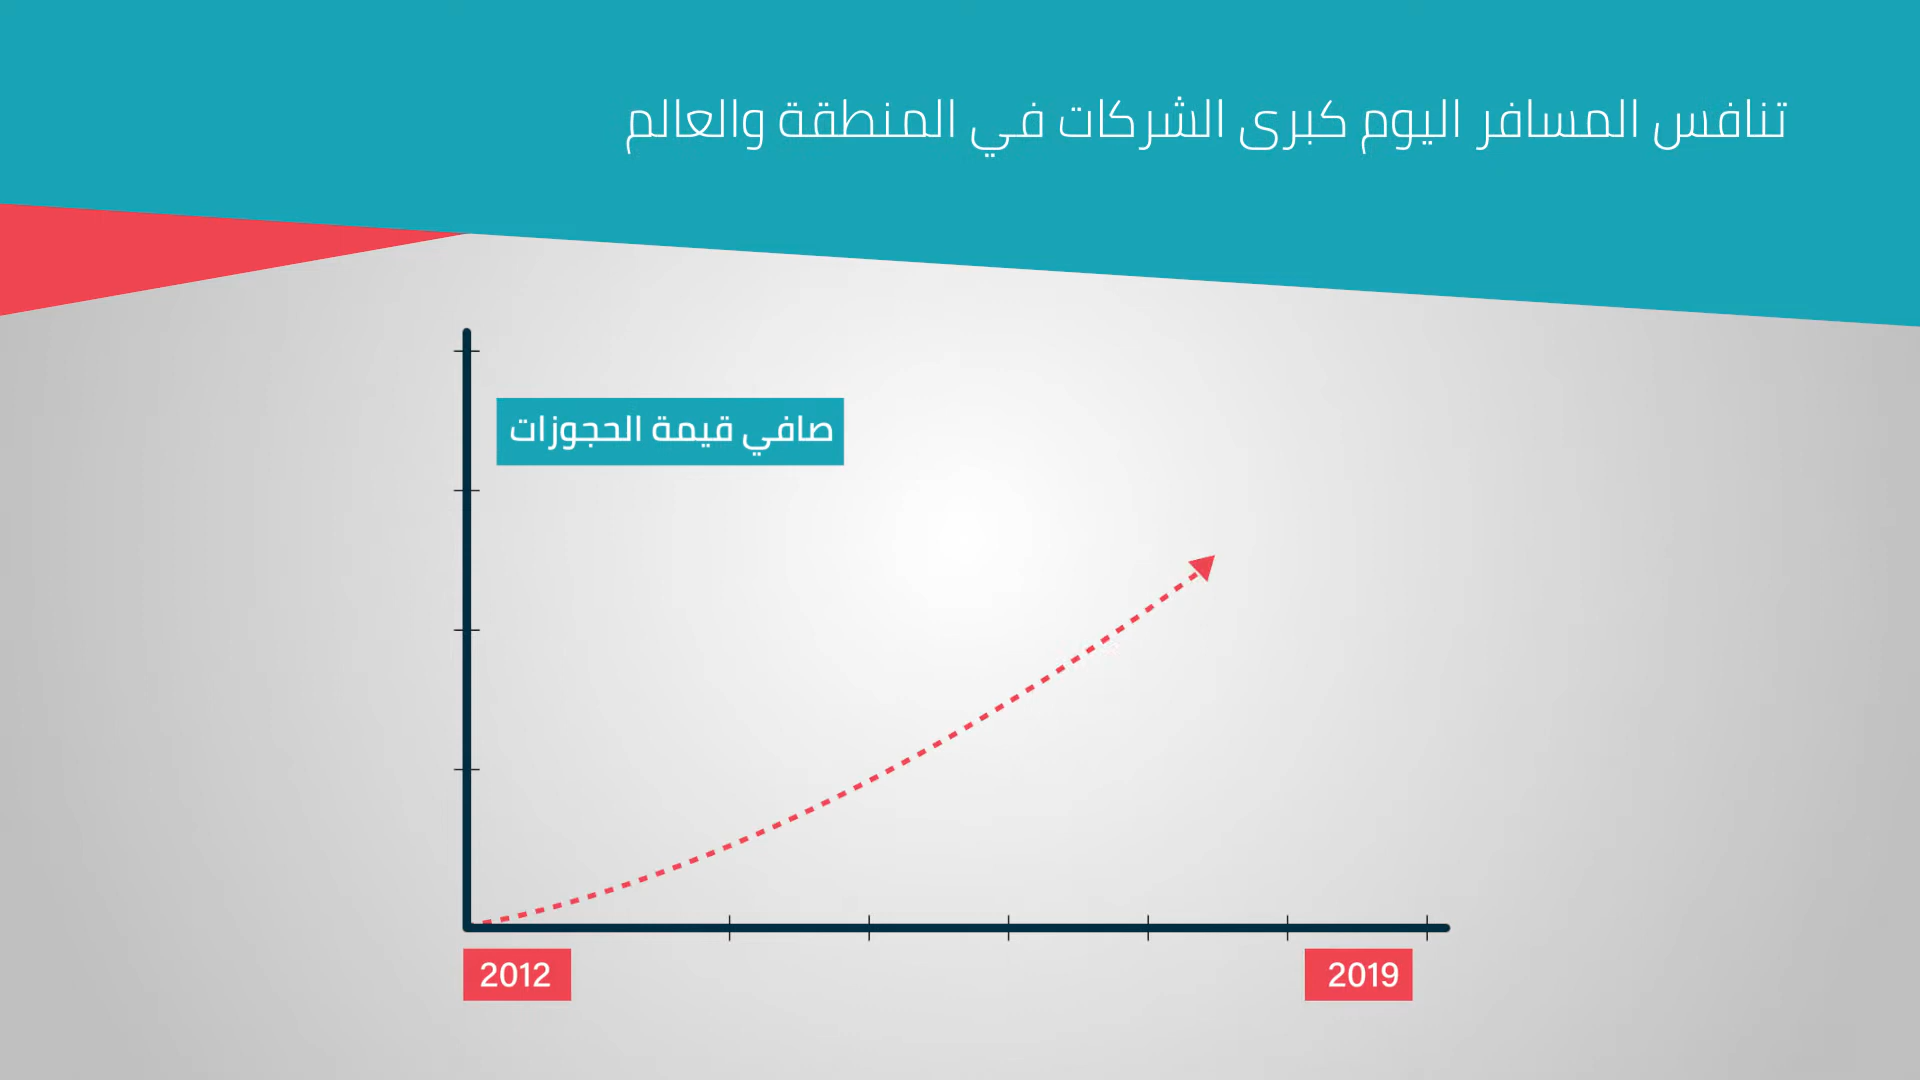 تنافس المسافر اليوم كبرى الشركات في المنطقة والعالم
صافي قيمة الحجوزات
2012
2019